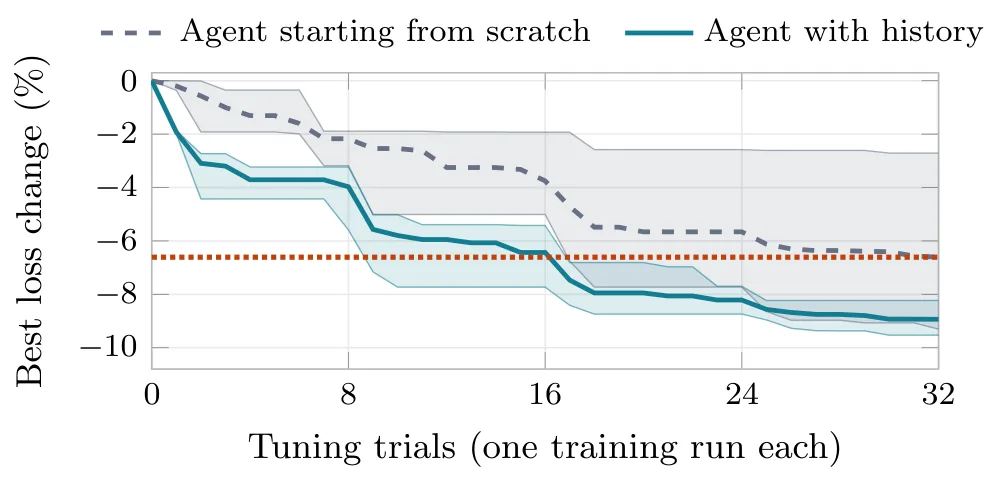 Agent starting from scratch Agent with history
Best loss change (%)
0
−2
−4
−6
−8
−10
0 8 16 24 32
Tuning trials (one training run each)